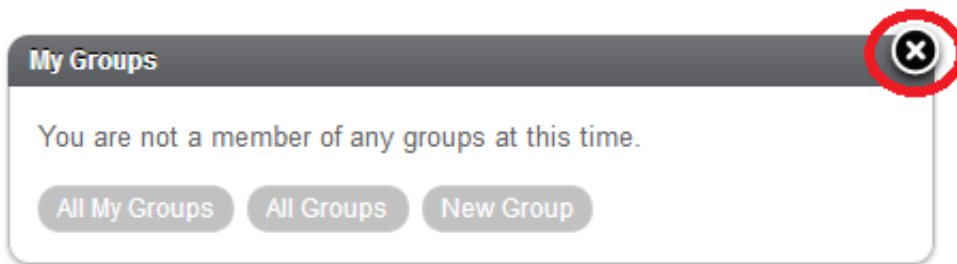 My Groups
You are not a member of any groups at this time.
All My Groups All Groups New Group